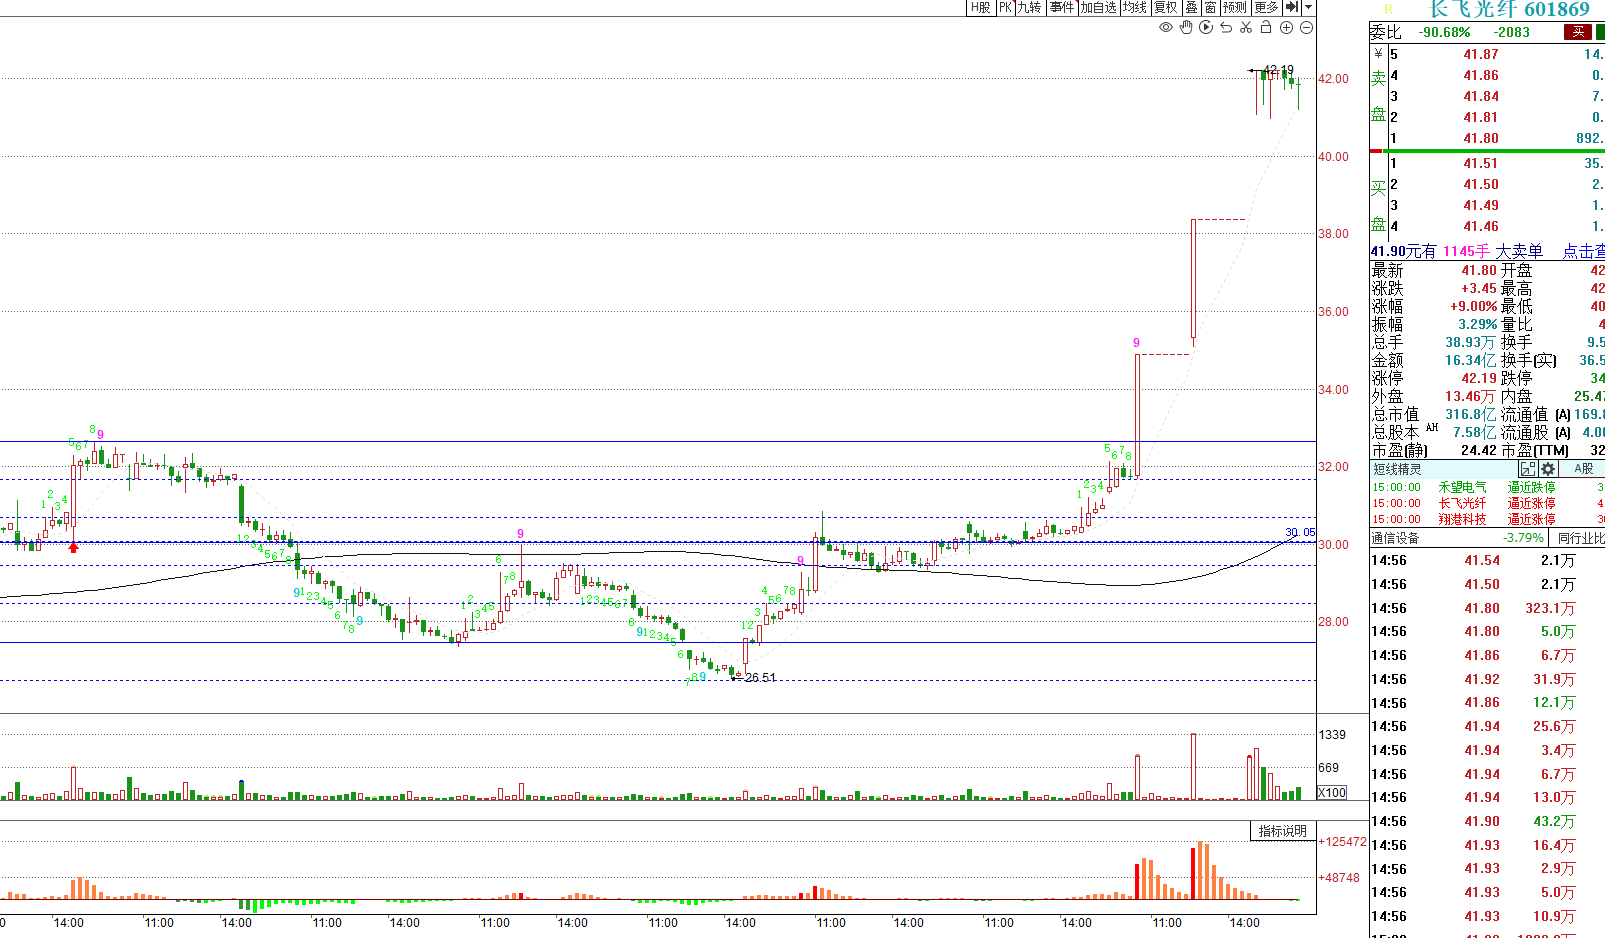 H股 PK 九转 事件 加自选 均线 复权 叠 窗 预测 更多
R 长飞光纤 601869
委比 -90.68% -2083 买
¥ 5 41.87 14.
卖 4 41.86 0.
3 41.84 7.
盘 2 41.81 0.
1 41.80 892.
1 41.51 35.
买 2 41.50 2.
3 41.49 1.
盘 4 41.46 1.
41.90元有 1145手 大卖单 点击查
最新 41.80 开盘 42
涨跌 +3.45 最高 42
涨幅 +9.00% 最低 40
振幅 3.29% 量比 4
总手 38.93万 换手 9.5
金额 16.34亿 换手(实) 36.5
涨停 42.19 跌停 34
外盘 13.46万 内盘 25.47
总市值 316.8亿 流通值 (A) 169.8
总股本 AH 7.58亿 流通股 (A) 4.06
市盈(静) 24.42 市盈(TTM) 32
短线精灵 A股
15:00:00 禾望电气 逼近跌停 3
15:00:00 长飞光纤 逼近涨停 4
15:00:00 翔港科技 逼近涨停 30
通信设备 -3.79% 同行业比
14:56 41.54 2.1万
14:56 41.50 2.1万
14:56 41.80 323.1万
14:56 41.80 5.0万
14:56 41.86 6.7万
14:56 41.92 31.9万
14:56 41.86 12.1万
14:56 41.94 25.6万
14:56 41.94 3.4万
14:56 41.94 6.7万
14:56 41.94 13.0万
14:56 41.90 43.2万
14:56 41.93 16.4万
14:56 41.93 2.9万
14:56 41.93 5.0万
14:56 41.93 10.9万
42.19
42.00
40.00
38.00
36.00
34.00
32.00
30.05
30.00
28.00
26.51
1339
669
X100
指标说明
+125472
+48748
0 14:00 11:00 14:00 11:00 14:00 11:00 14:00 11:00 14:00 11:00 14:00 11:00 14:00 11:00 14:00